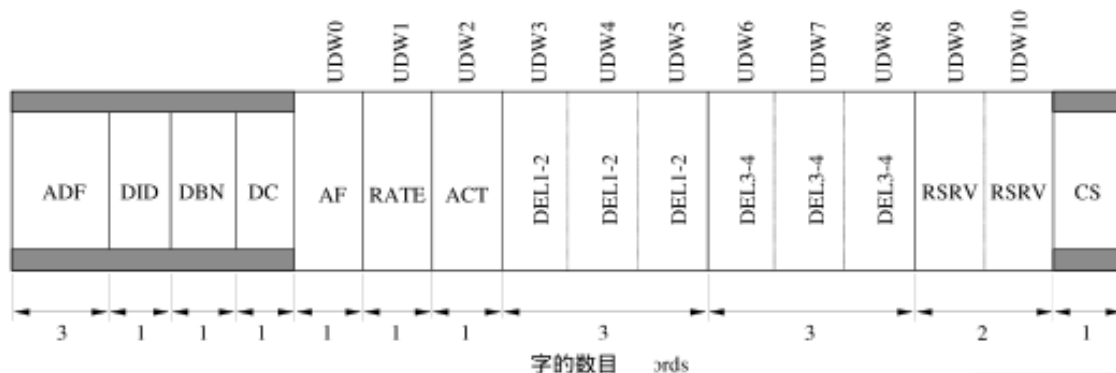 UDW0 UDW1 UDW2 UDW3 UDW4 UDW5 UDW6 UDW7 UDW8 UDW9 UDW10
ADF DID DBN DC AF RATE ACT DEL1-2 DEL1-2 DEL1-2 DEL3-4 DEL3-4 DEL3-4 RSRV RSRV CS
3 1 1 1 1 1 1 3 3 2 1
字的数目 ords